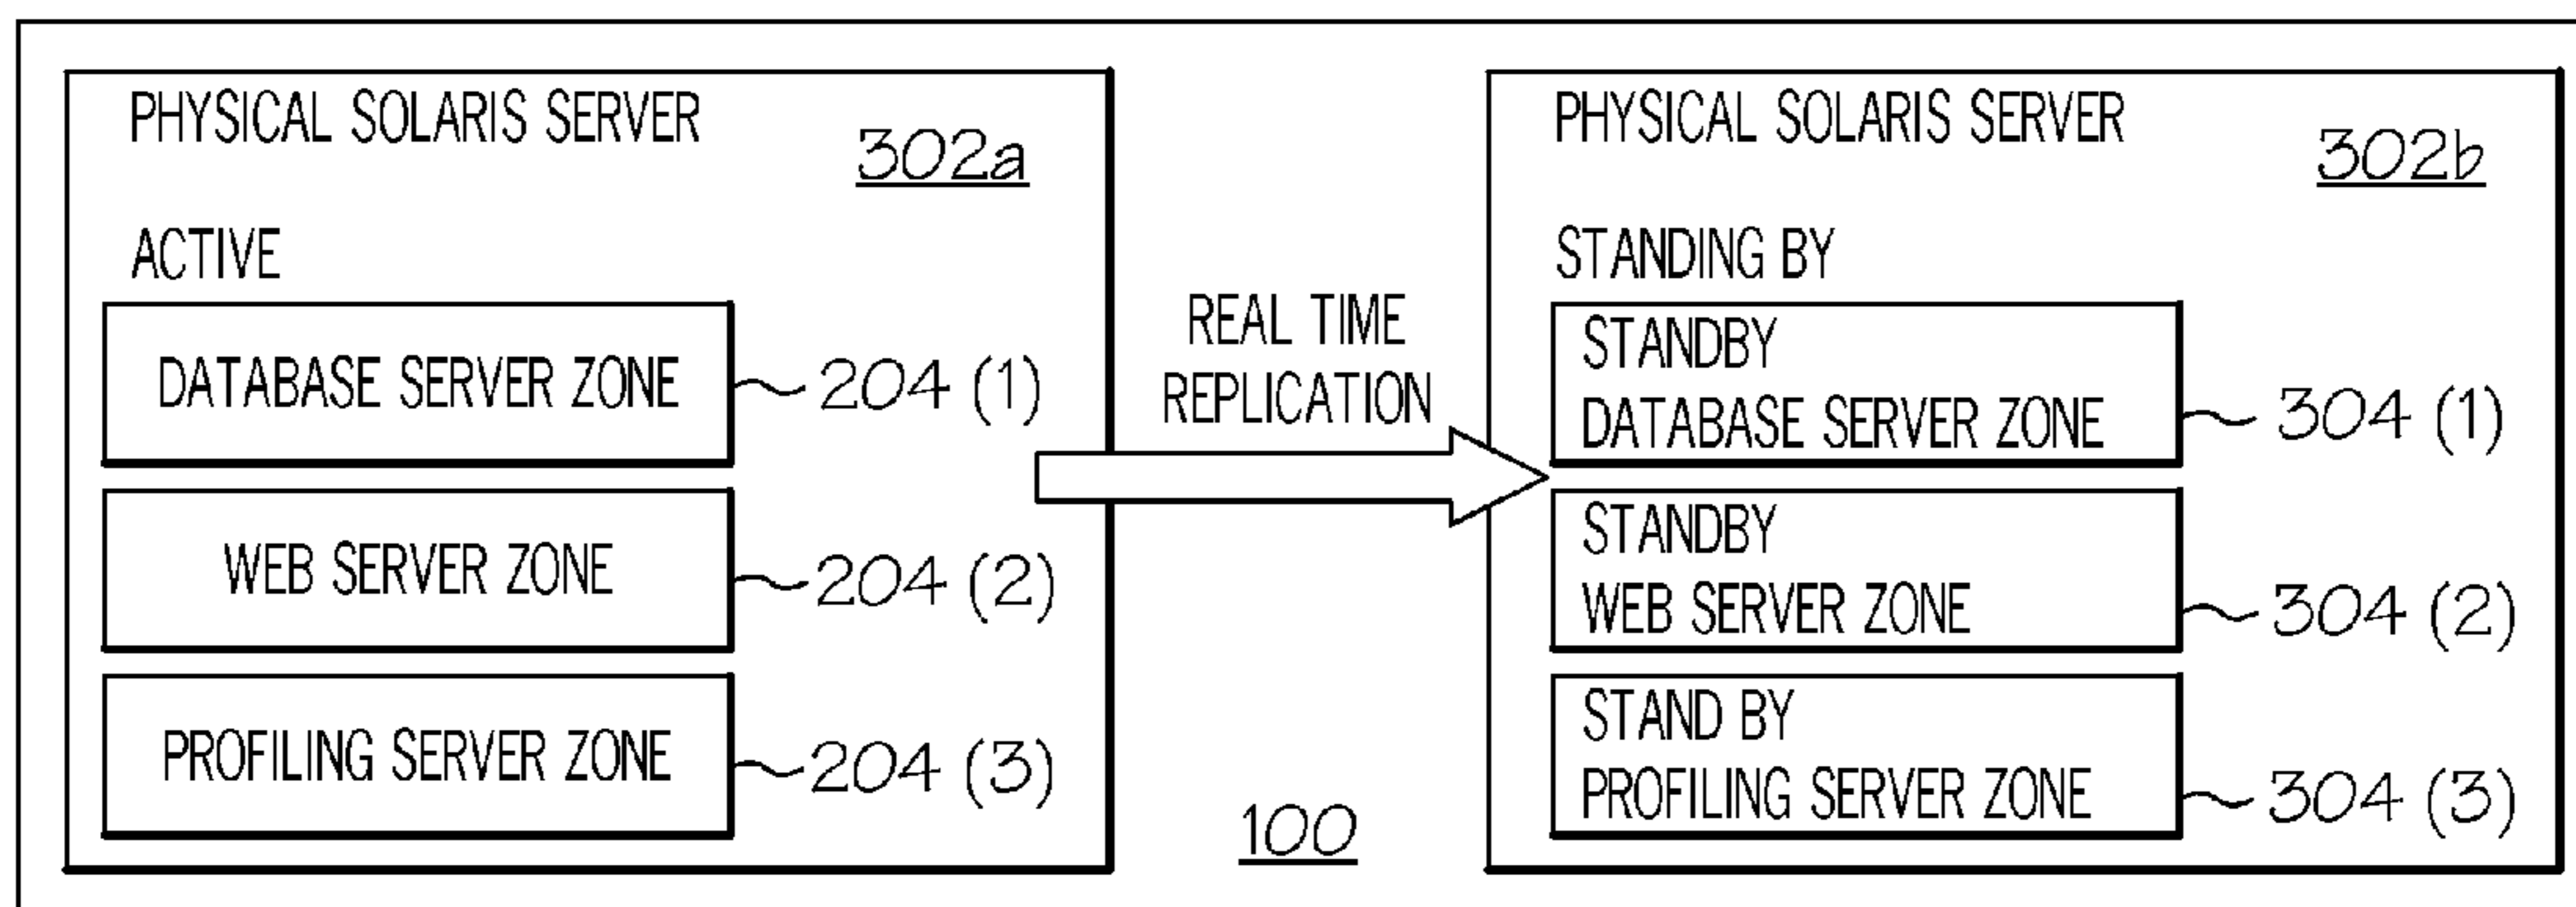 PHYSICAL SOLARIS SERVER
302a
ACTIVE
DATABASE SERVER ZONE
204 (1)
WEB SERVER ZONE
204 (2)
PROFILING SERVER ZONE
204 (3)
REAL TIME
REPLICATION
100
PHYSICAL SOLARIS SERVER
302b
STANDING BY
STANDBY
DATABASE SERVER ZONE
304 (1)
STANDBY
WEB SERVER ZONE
304 (2)
STAND BY
PROFILING SERVER ZONE
304 (3)